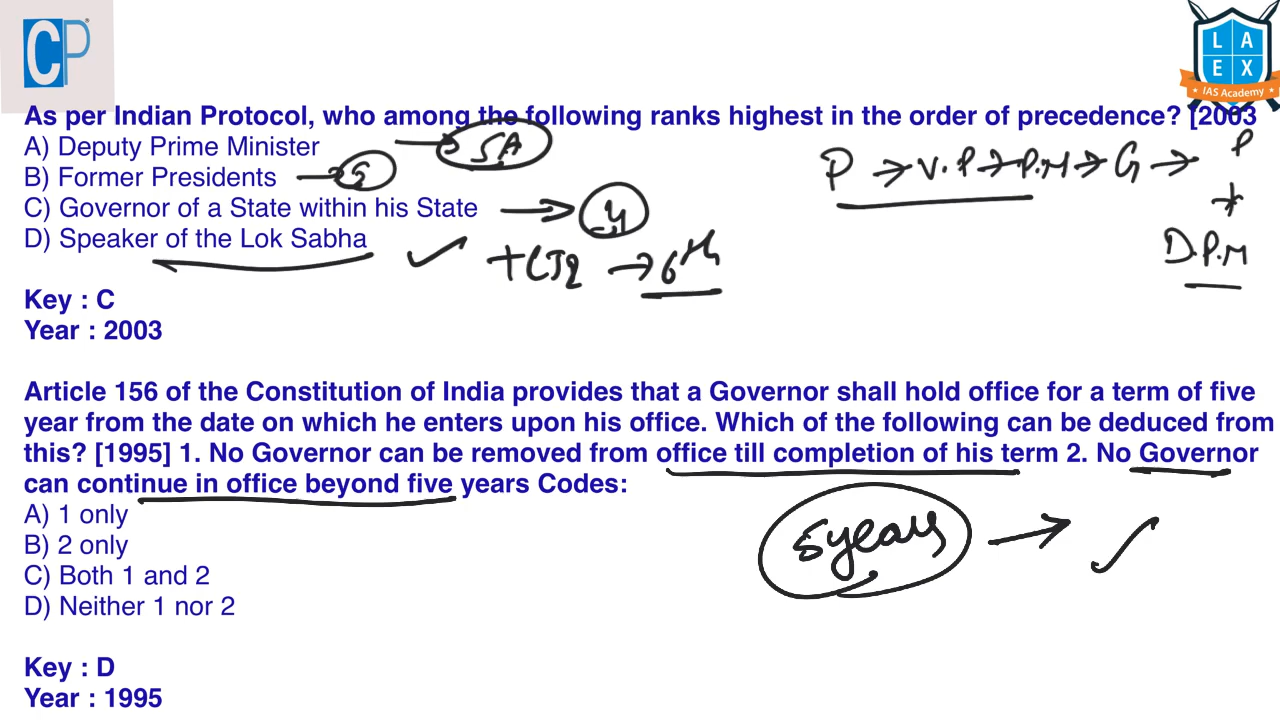 CP
L A
E X
IAS Academy
As per Indian Protocol, who among the following ranks highest in the order of precedence? [2003
A) Deputy Prime Minister → 5A
B) Former Presidents → 5
C) Governor of a State within his State → 4
D) Speaker of the Lok Sabha ✓ + CJI → 6th
P → V.P → P.M → G → P
↓
D.P.M
Key : C
Year : 2003
Article 156 of the Constitution of India provides that a Governor shall hold office for a term of five
year from the date on which he enters upon his office. Which of the following can be deducted from
this? [1995] 1. No Governor can be removed from office till completion of his term 2. No Governor
can continue in office beyond five years Codes:
A) 1 only
B) 2 only
C) Both 1 and 2
D) Neither 1 nor 2
5 years → ✓
Key : D
Year : 1995